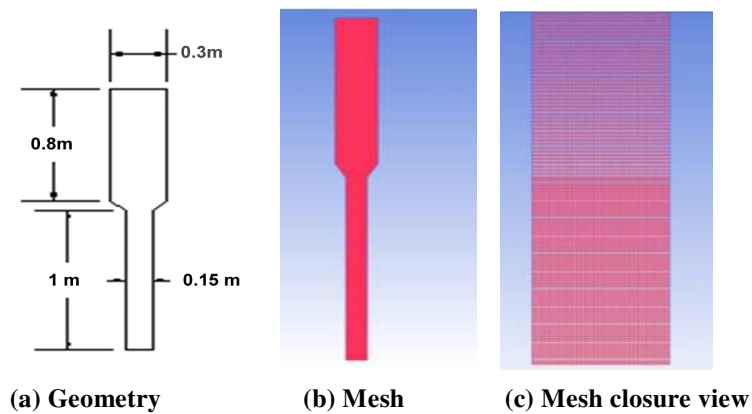 0.3m
0.8m
1 m
0.15 m
(a) Geometry (b) Mesh (c) Mesh closure view